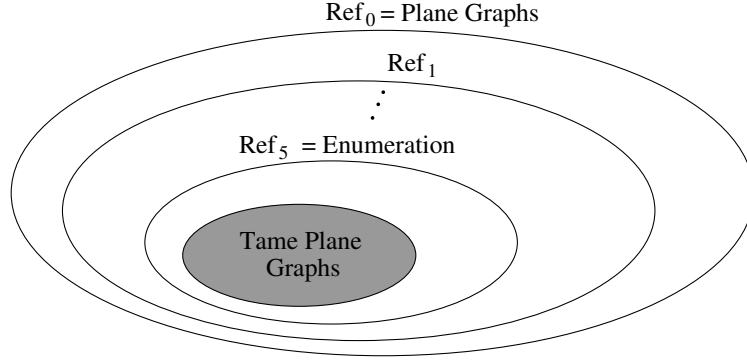 Ref₀ = Plane Graphs
Ref₁
Ref₅ = Enumeration
Tame Plane
Graphs